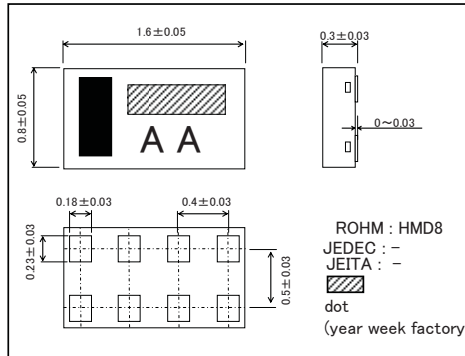 1.6±0.05
0.3±0.03
0.8±0.05
A A
0～0.03
0.18±0.03
0.4±0.03
0.23±0.03
0.5±0.03
ROHM : HMD8
JEDEC : -
JEITA : -
dot
(year week factory